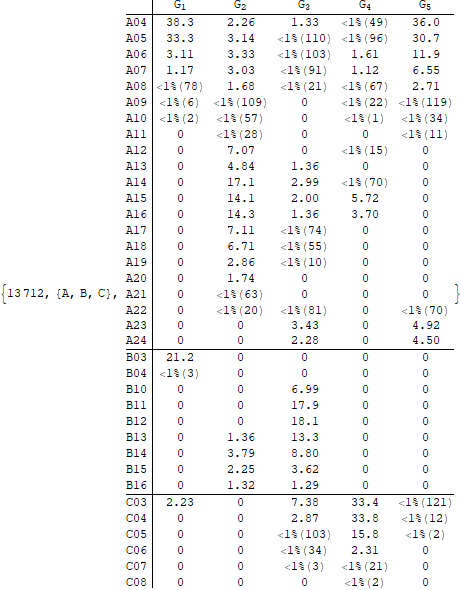 G1 G2 G3 G4 G5
A04 38.3 2.26 1.33 <1%(49) 36.0
A05 33.3 3.14 <1%(110) <1%(96) 30.7
A06 3.11 3.33 <1%(103) 1.61 11.9
A07 1.17 3.03 <1%(91) 1.12 6.55
A08 <1%(78) 1.68 <1%(21) <1%(67) 2.71
A09 <1%(6) <1%(109) 0 <1%(22) <1%(119)
A10 <1%(2) <1%(57) 0 <1%(1) <1%(34)
A11 0 <1%(28) 0 0 <1%(11)
A12 0 7.07 0 <1%(15) 0
A13 0 4.84 1.36 0 0
A14 0 17.1 2.99 <1%(70) 0
A15 0 14.1 2.00 5.72 0
A16 0 14.3 1.36 3.70 0
A17 0 7.11 <1%(74) 0 0
A18 0 6.71 <1%(55) 0 0
A19 0 2.86 <1%(10) 0 0
A20 0 1.74 0 0 0
{13712, {A, B, C}, A21 0 <1%(63) 0 0 0 }
A22 0 <1%(20) <1%(81) 0 <1%(70)
A23 0 0 3.43 0 4.92
A24 0 0 2.28 0 4.50
B03 21.2 0 0 0 0
B04 <1%(3) 0 0 0 0
B10 0 0 6.99 0 0
B11 0 0 17.9 0 0
B12 0 0 18.1 0 0
B13 0 1.36 13.3 0 0
B14 0 3.79 8.80 0 0
B15 0 2.25 3.62 0 0
B16 0 1.32 1.29 0 0
C03 2.23 0 7.38 33.4 <1%(121)
C04 0 0 2.87 33.8 <1%(12)
C05 0 0 <1%(103) 15.8 <1%(2)
C06 0 0 <1%(34) 2.31 0
C07 0 0 <1%(3) <1%(21) 0
C08 0 0 0 <1%(2) 0